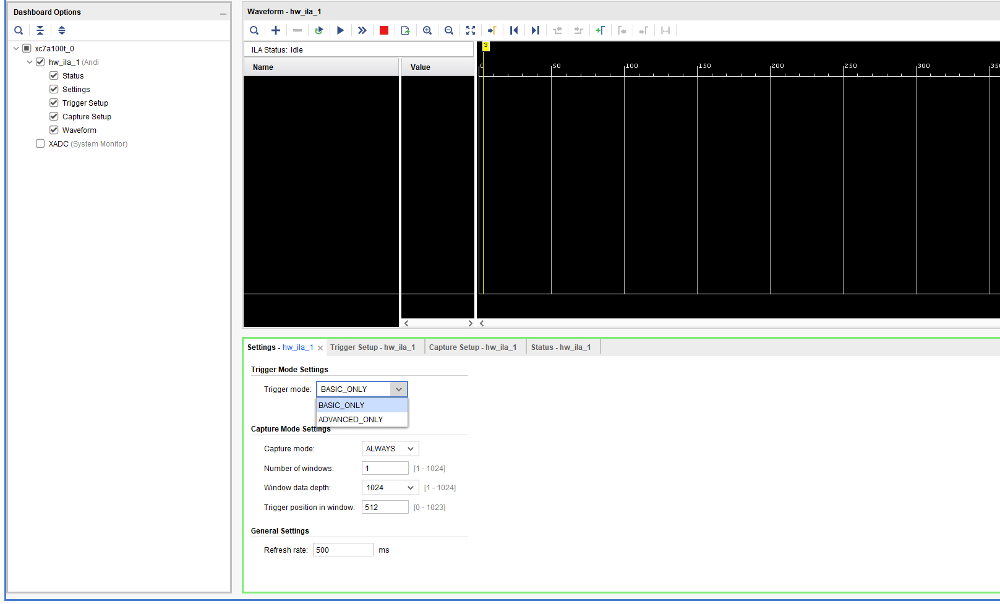 Dashboard Options
xc7a100t_0
hw_ila_1 (Andi)
Status
Settings
Trigger Setup
Capture Setup
Waveform
XADC (System Monitor)
Waveform - hw_ila_1
ILA Status: Idle
Name Value
3
0 50 100 150 200 250 300 350
Settings - hw_ila_1 Trigger Setup - hw_ila_1 Capture Setup - hw_ila_1 Status - hw_ila_1
Trigger Mode Settings
Trigger mode: BASIC_ONLY
BASIC_ONLY
ADVANCED_ONLY
Capture Mode Settings
Capture mode: ALWAYS
Number of windows: 1 [1 - 1024]
Window data depth: 1024 [1 - 1024]
Trigger position in window: 512 [0 - 1023]
General Settings
Refresh rate: 500 ms